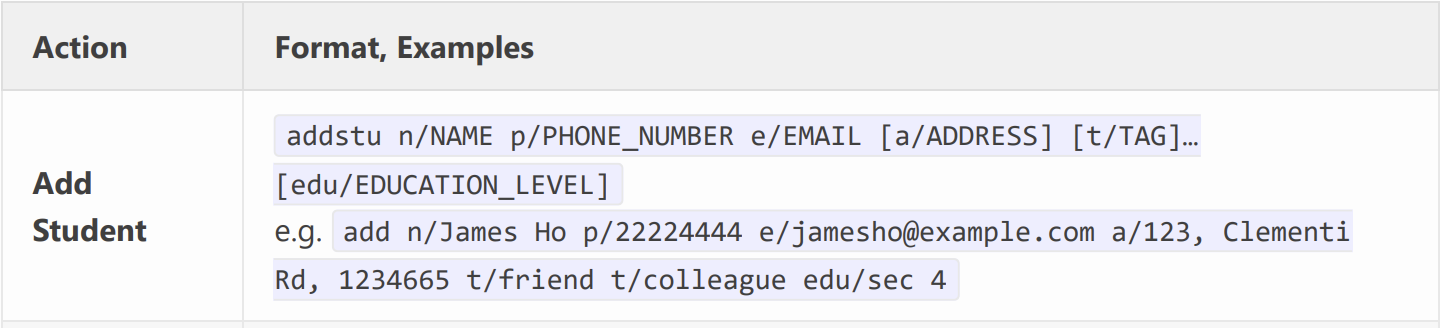 Action
Format, Examples
Add
Student
addstu n/NAME p/PHONE_NUMBER e/EMAIL [a/ADDRESS] [t/TAG]…
[edu/EDUCATION_LEVEL]
e.g. add n/James Ho p/22224444 e/jamesho@example.com a/123, Clementi
Rd, 1234665 t/friend t/colleague edu/sec 4